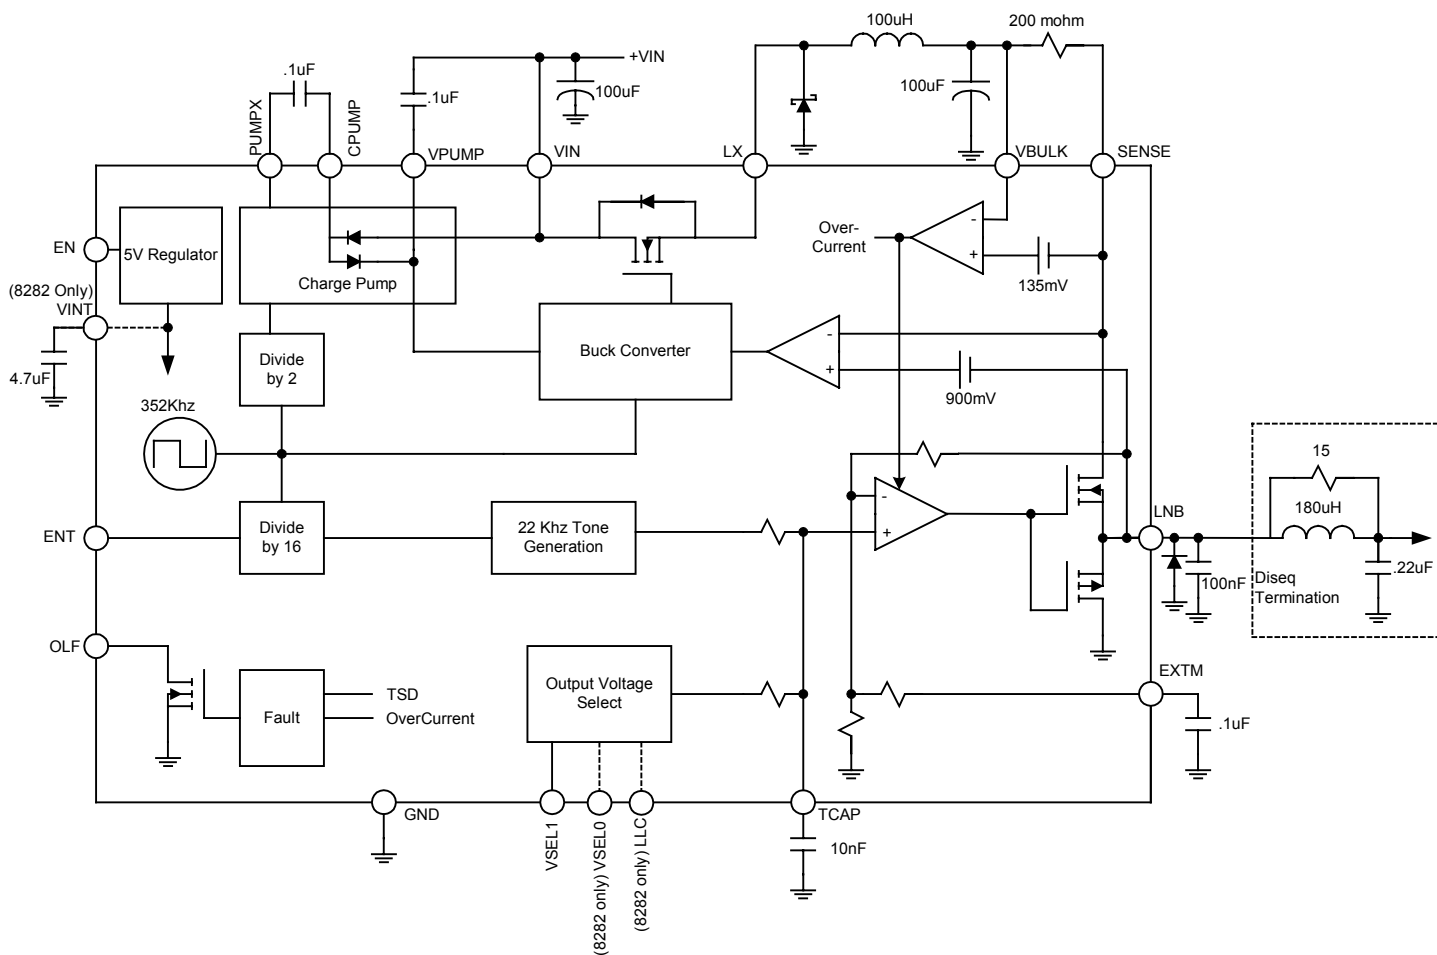 100uH
200 mohm
+VIN
.1uF
.1uF
100uF
100uF
PUMPX
CPUMP
VPUMP
VIN
LX
VBULK
SENSE
EN
5V Regulator
Over-
Current
-
+
135mV
Charge Pump
(8282 Only)
VINT
4.7uF
Divide
by 2
Buck Converter
-
+
900mV
352Khz
15
180uH
ENT
Divide
by 16
22 Khz Tone
Generation
-
+
LNB
100nF
Diseq
Termination
.22uF
OLF
Fault
TSD
OverCurrent
Output Voltage
Select
EXTM
.1uF
GND
VSEL1
(8282 only) VSEL0
(8282 only) LLC
TCAP
10nF